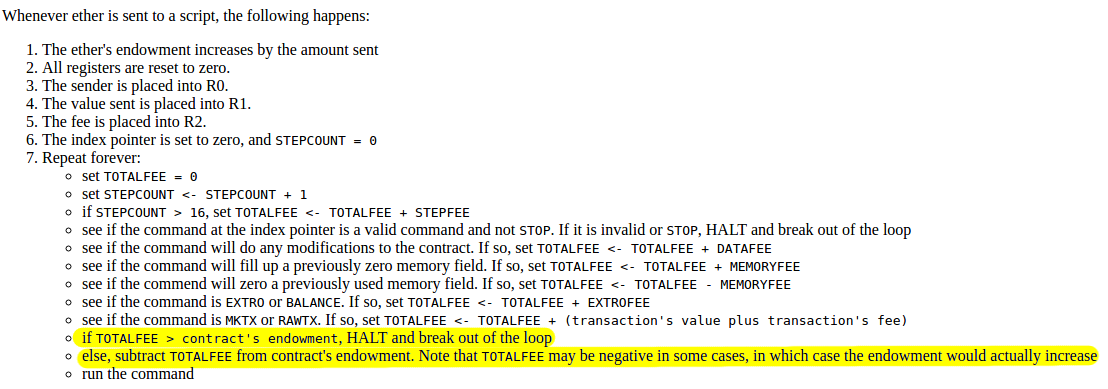 Whenever ether is sent to a script, the following happens:
1. The ether's endowment increases by the amount sent
2. All registers are reset to zero.
3. The sender is placed into R0.
4. The value sent is placed into R1.
5. The fee is placed into R2.
6. The index pointer is set to zero, and STEPCOUNT = 0
7. Repeat forever:
set TOTALFEE = 0
set STEPCOUNT <- STEPCOUNT + 1
if STEPCOUNT > 16, set TOTALFEE <- TOTALFEE + STEPFEE
see if the command at the index pointer is a valid command and not STOP. If it is invalid or STOP, HALT and break out of the loop
see if the command will do any modifications to the contract. If so, set TOTALFEE <- TOTALFEE + DATAFEE
see if the command will fill up a previously zero memory field. If so, set TOTALFEE <- TOTALFEE + MEMORYFEE
see if the commend will zero a previously used memory field. If so, set TOTALFEE <- TOTALFEE - MEMORYFEE
see if the command is EXTRO or BALANCE. If so, set TOTALFEE <- TOTALFEE + EXTROFEE
see if the command is MKTX or RAWTX. If so, set TOTALFEE <- TOTALFEE + (transaction's value plus transaction's fee)
if TOTALFEE > contract's endowment, HALT and break out of the loop
else, subtract TOTALFEE from contract's endowment. Note that TOTALFEE may be negative in some cases, in which case the endowment would actually increase
run the command